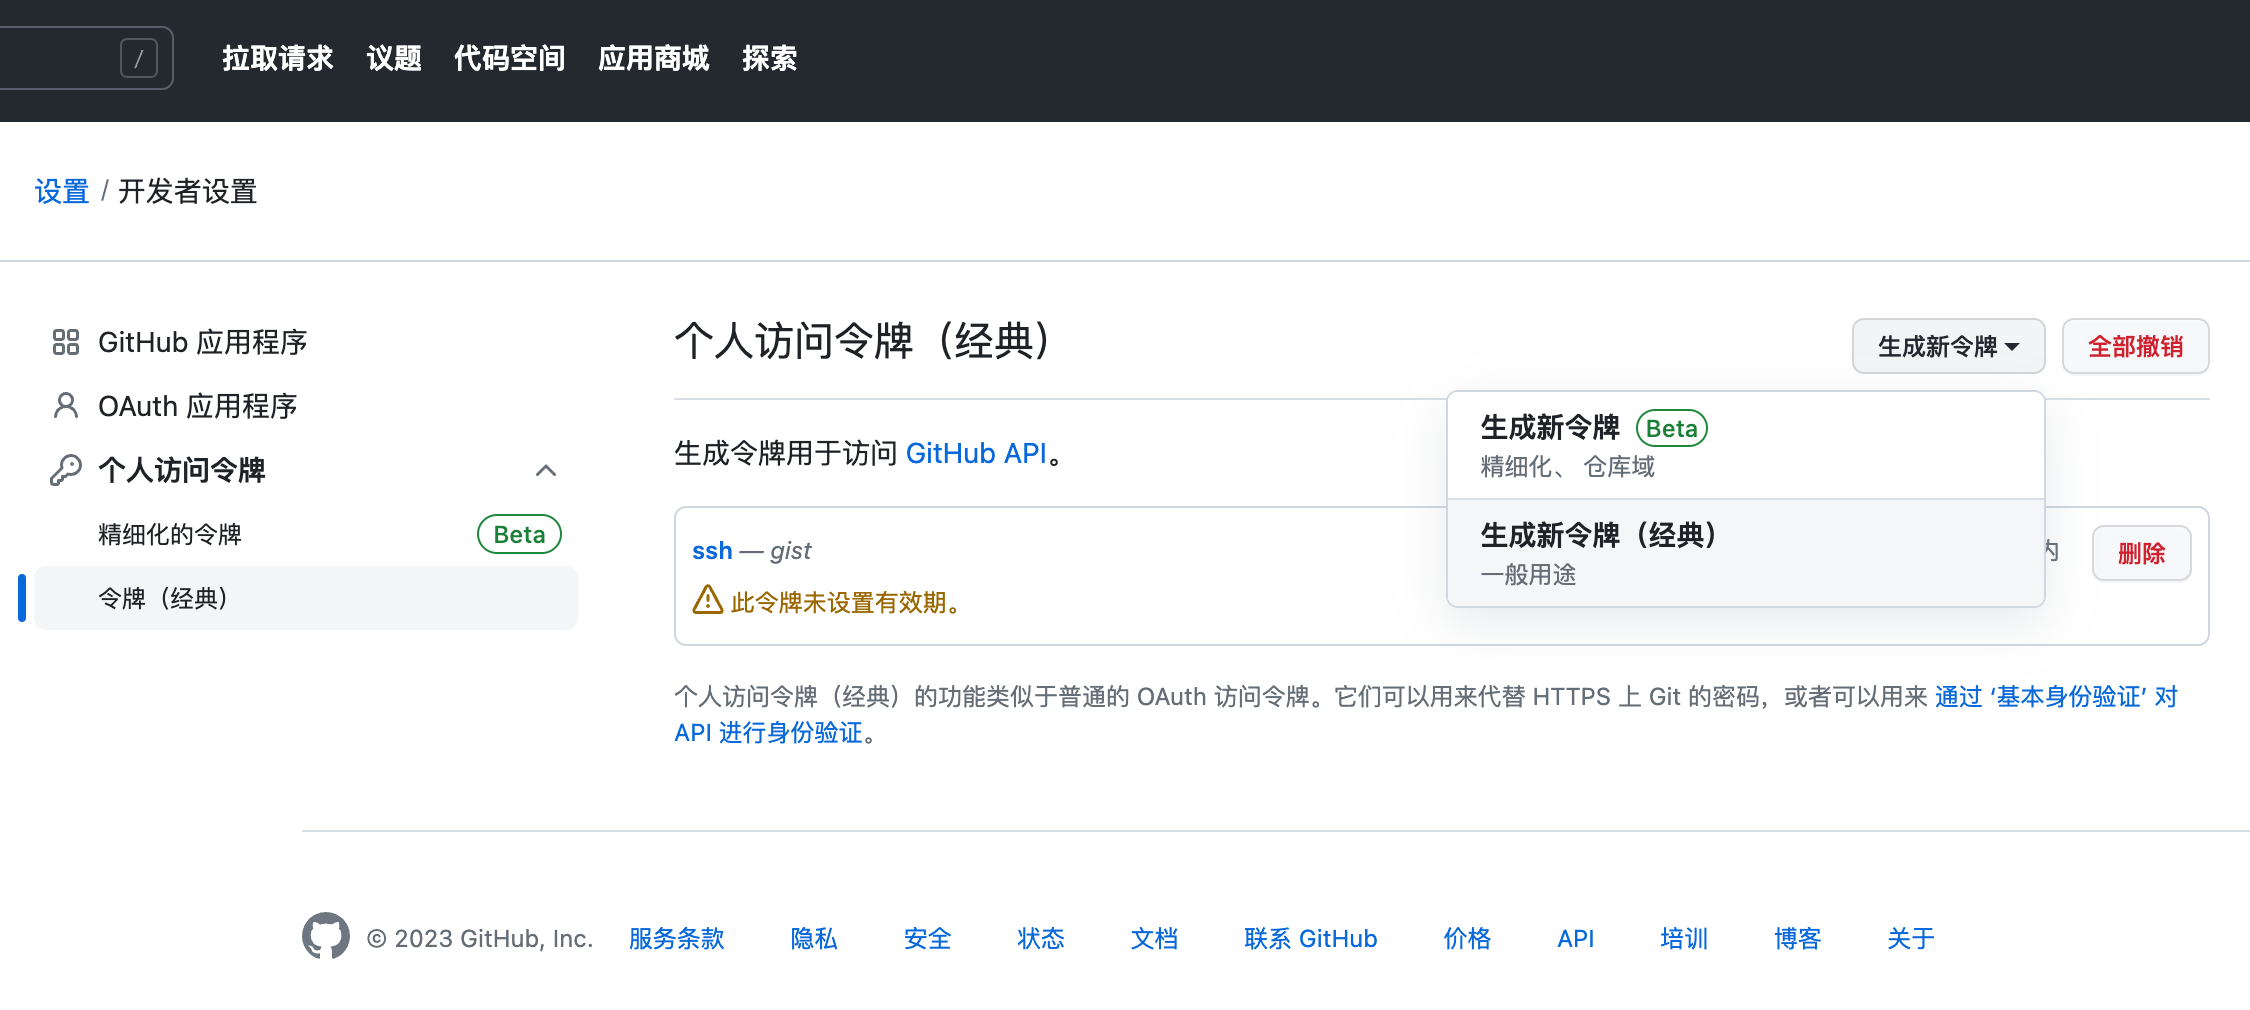 /
拉取请求 议题 代码空间 应用商城 探索
设置 / 开发者设置
GitHub 应用程序
OAuth 应用程序
个人访问令牌
精细化的令牌 Beta
令牌（经典）
个人访问令牌（经典）
生成新令牌 全部撤销
生成新令牌 Beta
精细化、 仓库域
生成新令牌（经典）
一般用途
生成令牌用于访问 GitHub API。
ssh — gist
内 删除
此令牌未设置有效期。
个人访问令牌（经典）的功能类似于普通的 OAuth 访问令牌。它们可以用来代替 HTTPS 上 Git 的密码，或者可以用来 通过 ‘基本身份验证’ 对
API 进行身份验证。
© 2023 GitHub, Inc. 服务条款 隐私 安全 状态 文档 联系 GitHub 价格 API 培训 博客 关于